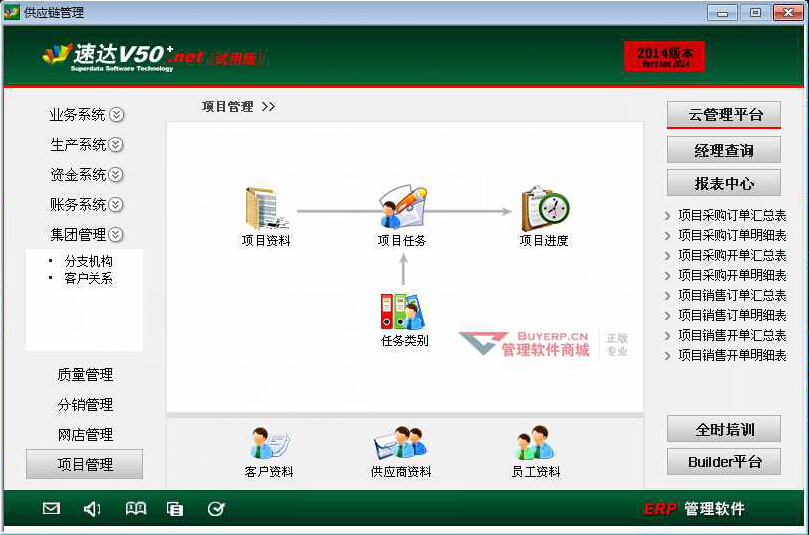 供应链管理
速达V50+.net (试用版)
Superdata Software Technology
2014版本
Version 2014
业务系统
生产系统
资金系统
账务系统
集团管理
• 分支机构
• 客户关系
质量管理
分销管理
网店管理
项目管理
项目管理 >>
项目资料
项目任务
项目进度
任务类别
BUYERP.CN
管理软件商城
正版
专业
客户资料
供应商资料
员工资料
云管理平台
经理查询
报表中心
项目采购订单汇总表
项目采购订单明细表
项目采购开单汇总表
项目采购开单明细表
项目销售订单汇总表
项目销售订单明细表
项目销售开单汇总表
项目销售开单明细表
全时培训
Builder平台
ERP 管理软件